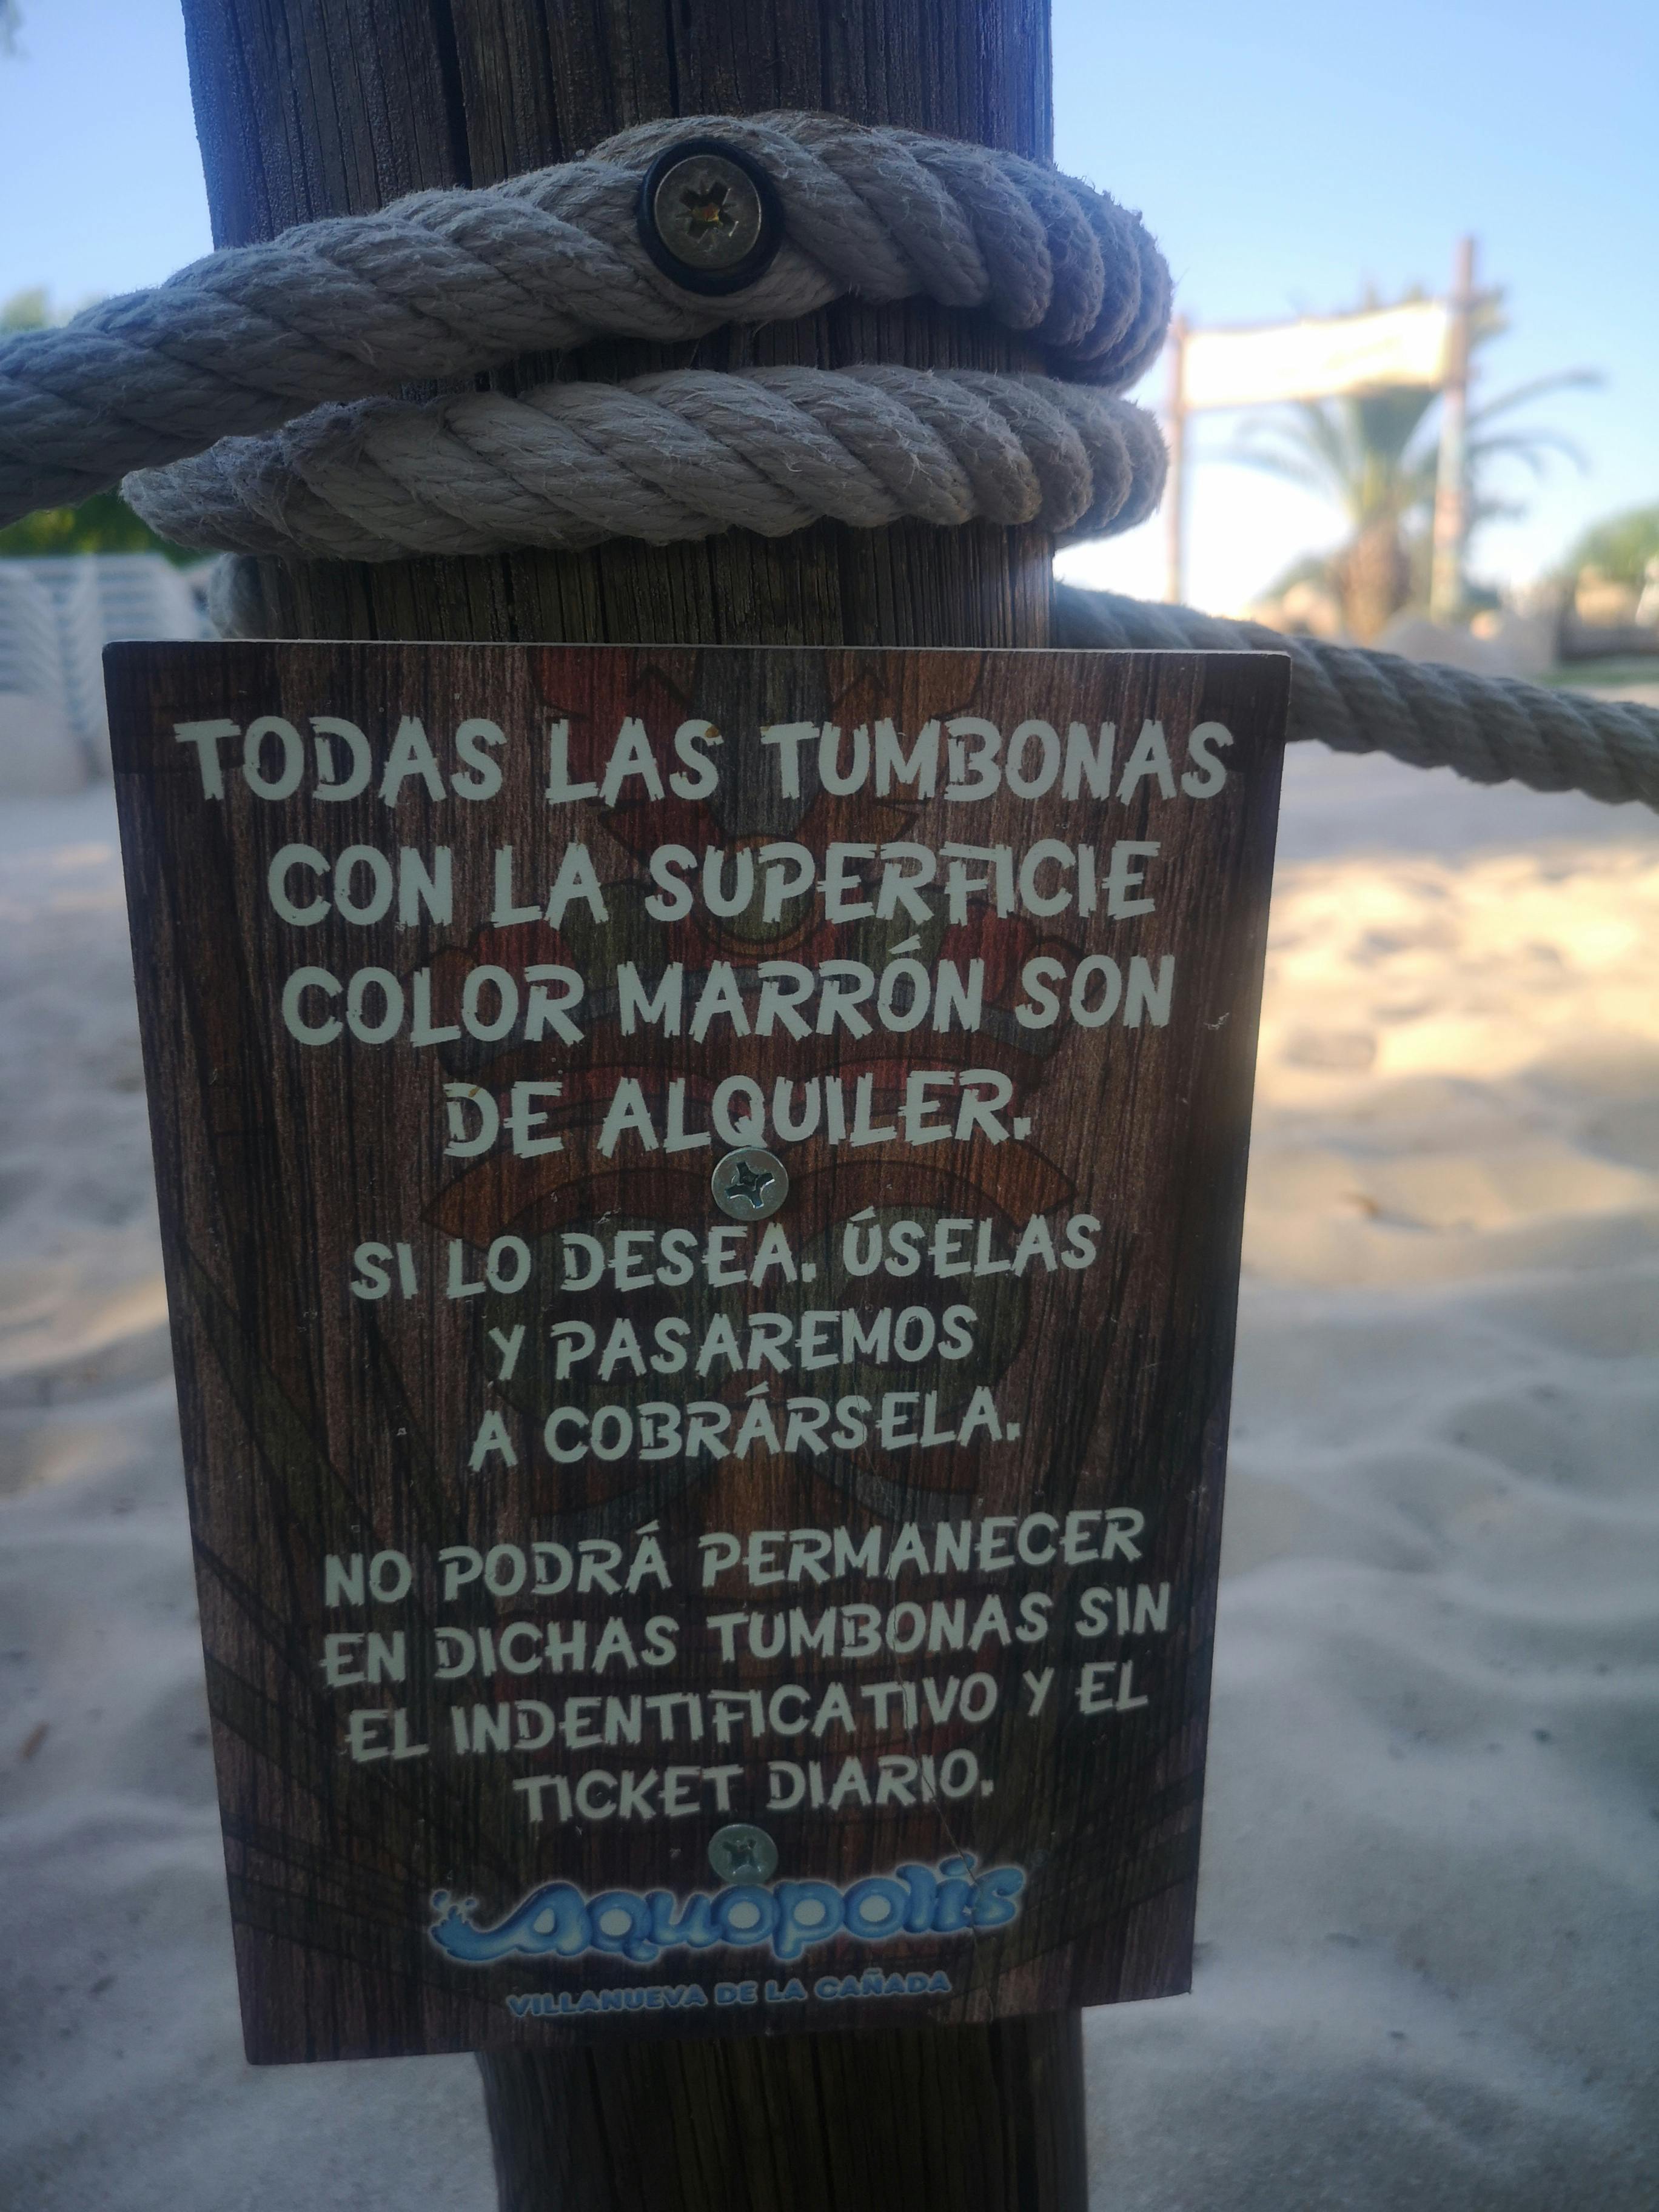 TODAS LAS TUMBONAS
CON LA SUPERFICIE
COLOR MARRÓN SON
DE ALQUILER.
SI LO DESEA. ÚSELAS
Y PASAREMOS
A COBRÁRSELA.
NO PODRÁ PERMANECER
EN DICHAS TUMBONAS SIN
EL INDENTIFICATIVO Y EL
TICKET DIARIO.
Aquopolis
VILLANUEVA DE LA CAÑADA